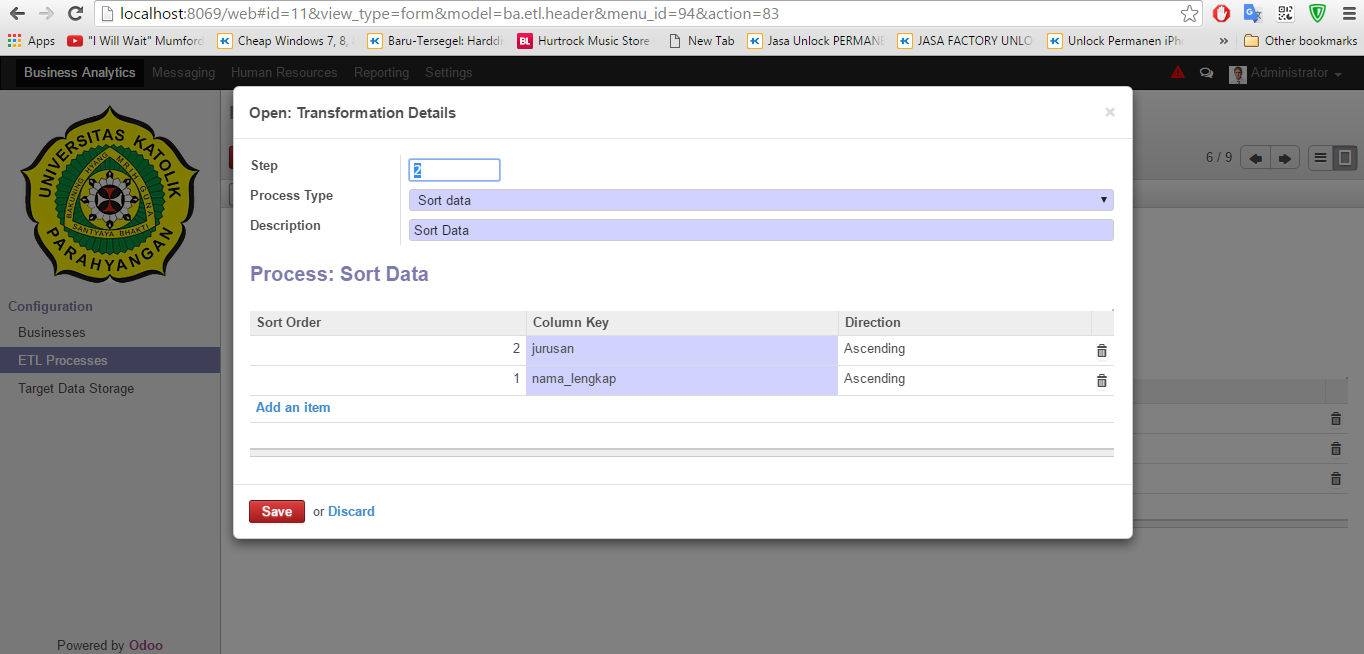 localhost:8069/web#id=11&view_type=form&model=ba.etl.header&menu_id=94&action=83
Apps "I Will Wait" Mumford Cheap Windows 7, 8, Baru-Tersegel: Harddi Hurtrock Music Store New Tab Jasa Unlock PERMANE JASA FACTORY UNLO Unlock Permanen iPh » Other bookmarks
Business Analytics Messaging Human Resources Reporting Settings Administrator
UNIVERSITAS KATOLIK
PARAHYANGAN
BAKUNING HYANG MRIH GUNA
SANTYAYA BHAKTI
Configuration
Businesses
ETL Processes
Target Data Storage
Powered by Odoo
6 / 9
Open: Transformation Details ×
Step 2
Process Type Sort data
Description Sort Data
Process: Sort Data
Sort Order Column Key Direction
2 jurusan Ascending
1 nama_lengkap Ascending
Add an item
Save or Discard